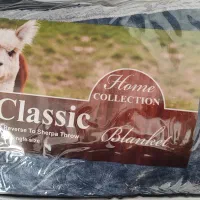 Home
COLLECTION
Classic
Reverse To Sherpa Throw
Blanket